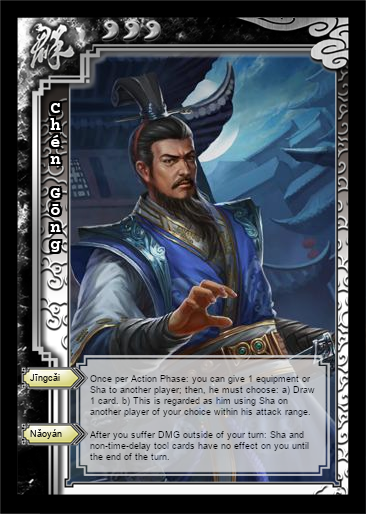 群
Chén Gōng
Jīngcăi
Once per Action Phase: you can give 1 equipment or
Sha to another player; then, he must choose: a) Draw
1 card. b) This is regarded as him using Sha on
another player of your choice within his attack range.
Năoyán
After you suffer DMG outside of your turn: Sha and
non-time-delay tool cards have no effect on you until
the end of the turn.